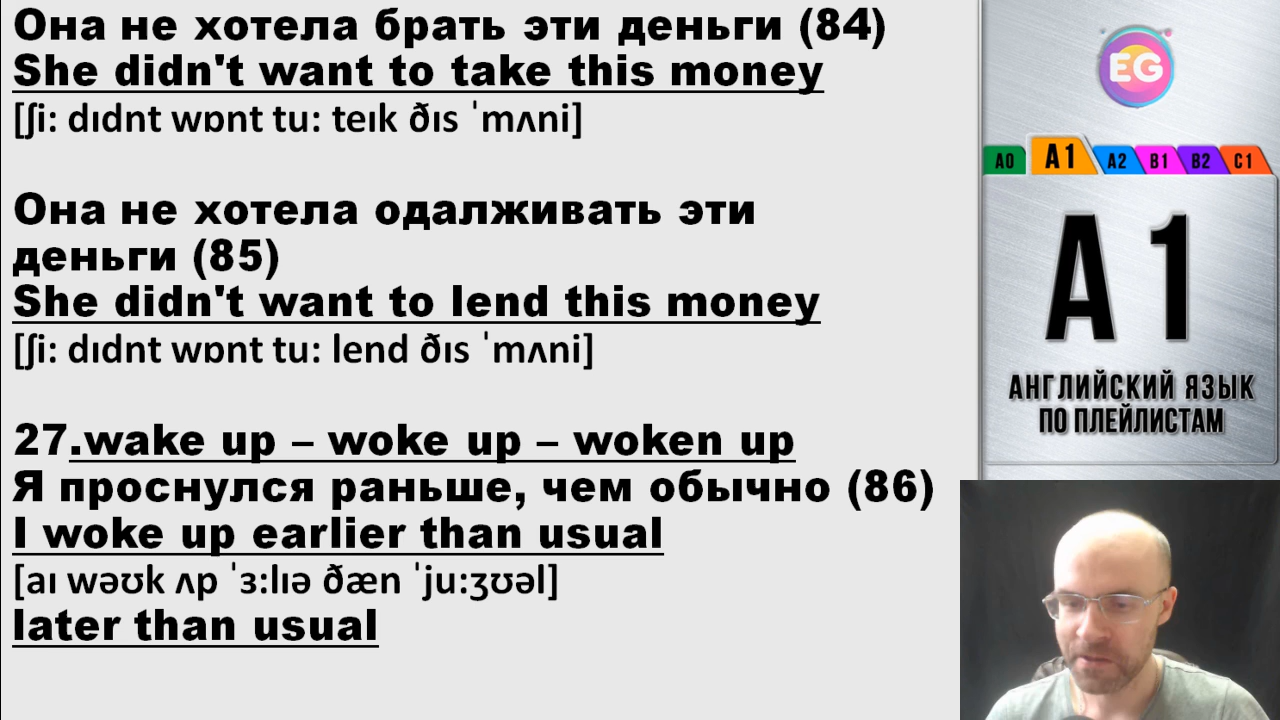 Она не хотела брать эти деньги (84)
She didn't want to take this money
[ʃi: dɪdnt wɒnt tu: teɪk ðɪs ˈmʌni]
Она не хотела одалживать эти
деньги (85)
She didn't want to lend this money
[ʃi: dɪdnt wɒnt tu: lend ðɪs ˈmʌni]
27.wake up – woke up – woken up
Я проснулся раньше, чем обычно (86)
I woke up earlier than usual
[aɪ wəʊk ʌp ˈɜ:lɪə ðæn ˈju:ʒʊəl]
later than usual
EG
A0 A1 A2 B1 B2 C1
A 1
АНГЛИЙСКИЙ ЯЗЫК
ПО ПЛЕЙЛИСТАМ